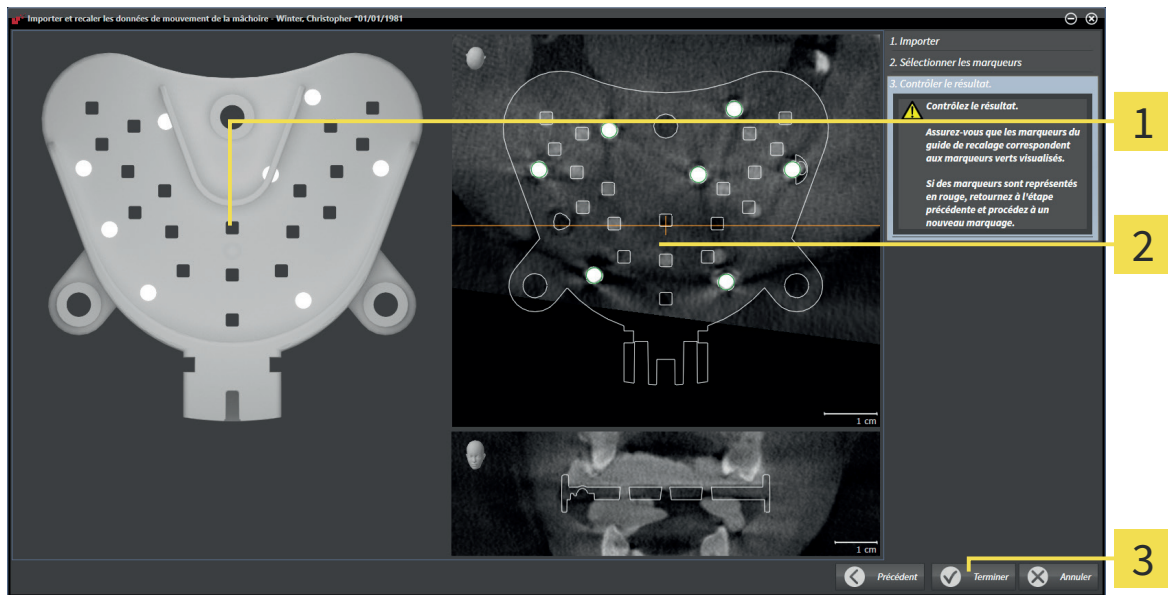 Importer et recaler les données de mouvement de la mâchoire - Winter, Christopher *01/01/1981
1. Importer
2. Sélectionner les marqueurs
3. Contrôler le résultat.
Contrôlez le résultat.
Assurez-vous que les marqueurs du
guide de recalage correspondent
aux marqueurs verts visualisés.
Si des marqueurs sont représentés
en rouge, retournez à l'étape
précédente et procédez à un
nouveau marquage.
1
2
1 cm
1 cm
Précédent
Terminer
Annuler
3